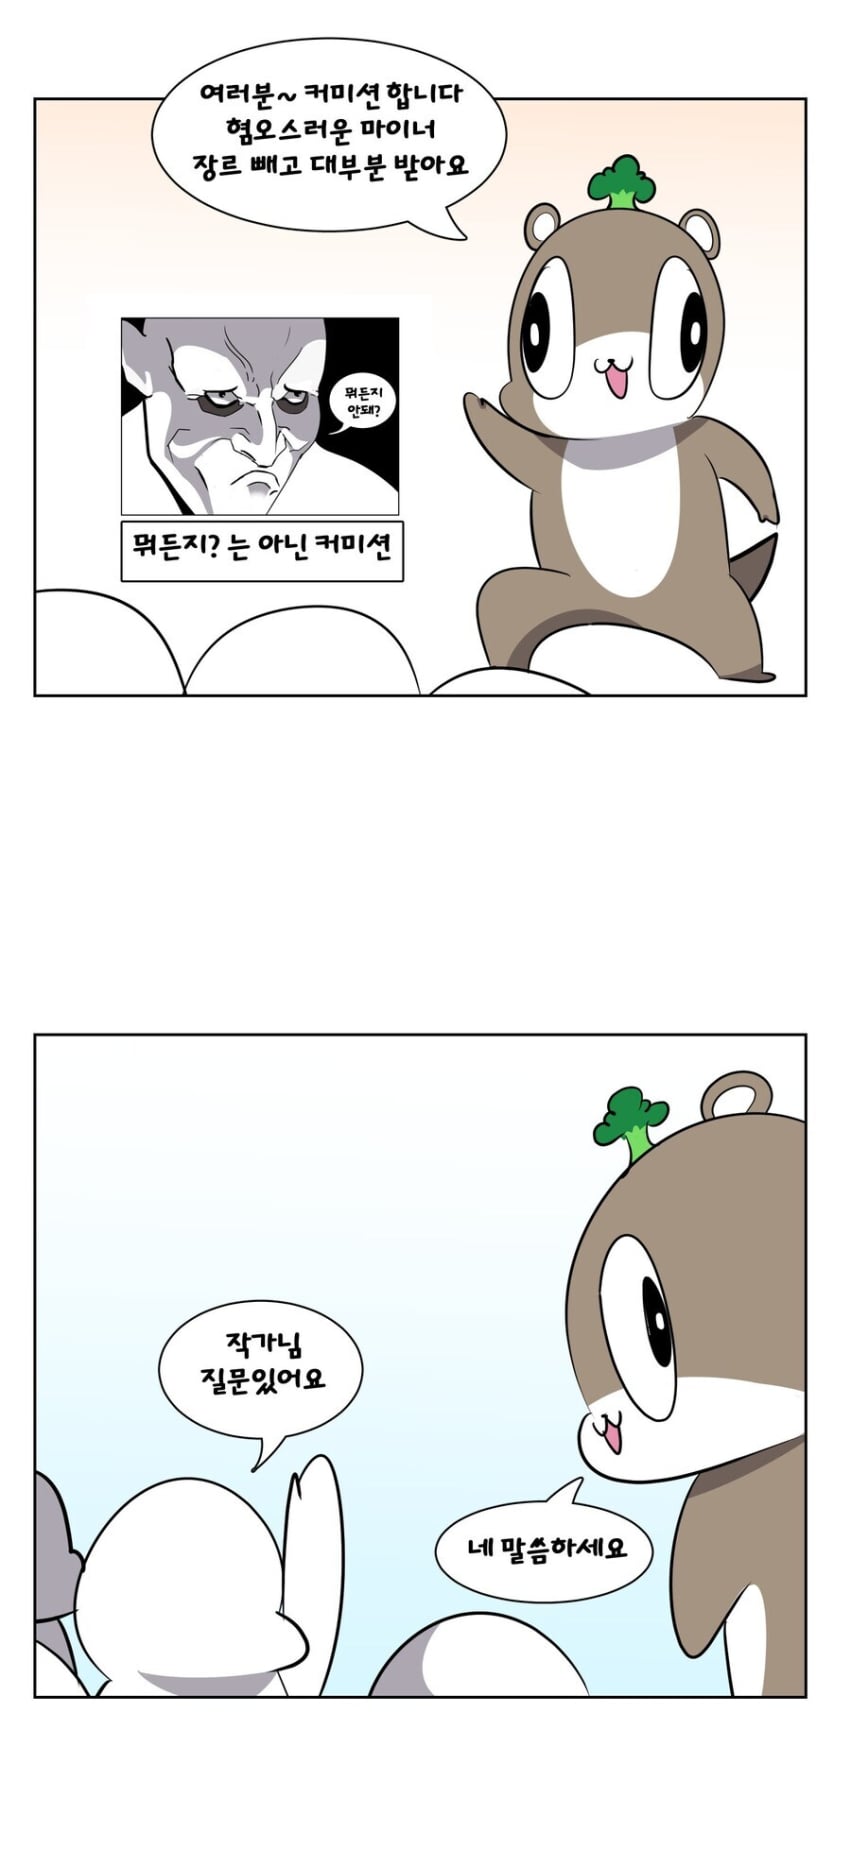 여러분~ 커미션합니다
혐오스러운 마이너
장르 빼고 대부분 받아요
뭐든지
안돼?
뭐든지? 는 아닌 커미션
작가님
질문있어요
네 말씀하세요